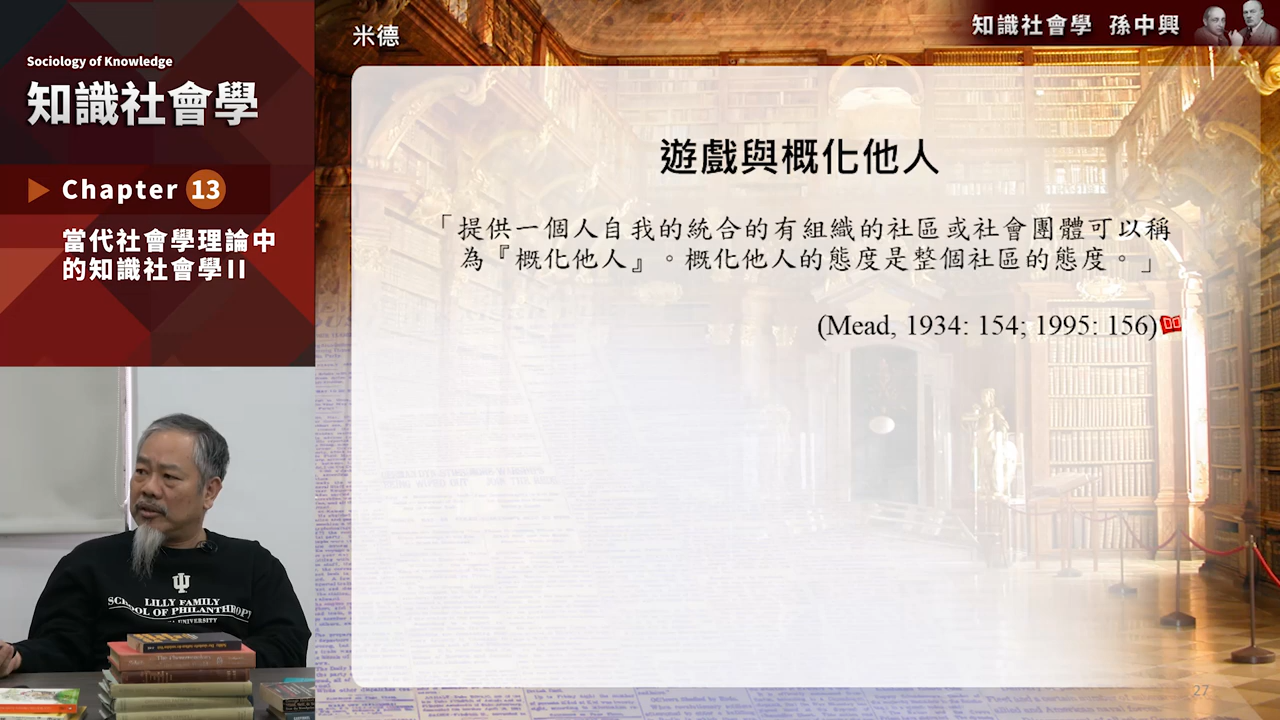 Sociology of Knowledge
知識社會學
Chapter 13
當代社會學理論中
的知識社會學II
米德
知識社會學 孫中興
遊戲與概化他人
「提供一個人自我的統合的有組織的社區或社會團體可以稱
為『概化他人』。概化他人的態度是整個社區的態度。」
(Mead, 1934: 154; 1995: 156)
27
LILLY FAMILY
SCHOOL OF PHILANTHROPY
UNIVERSITY